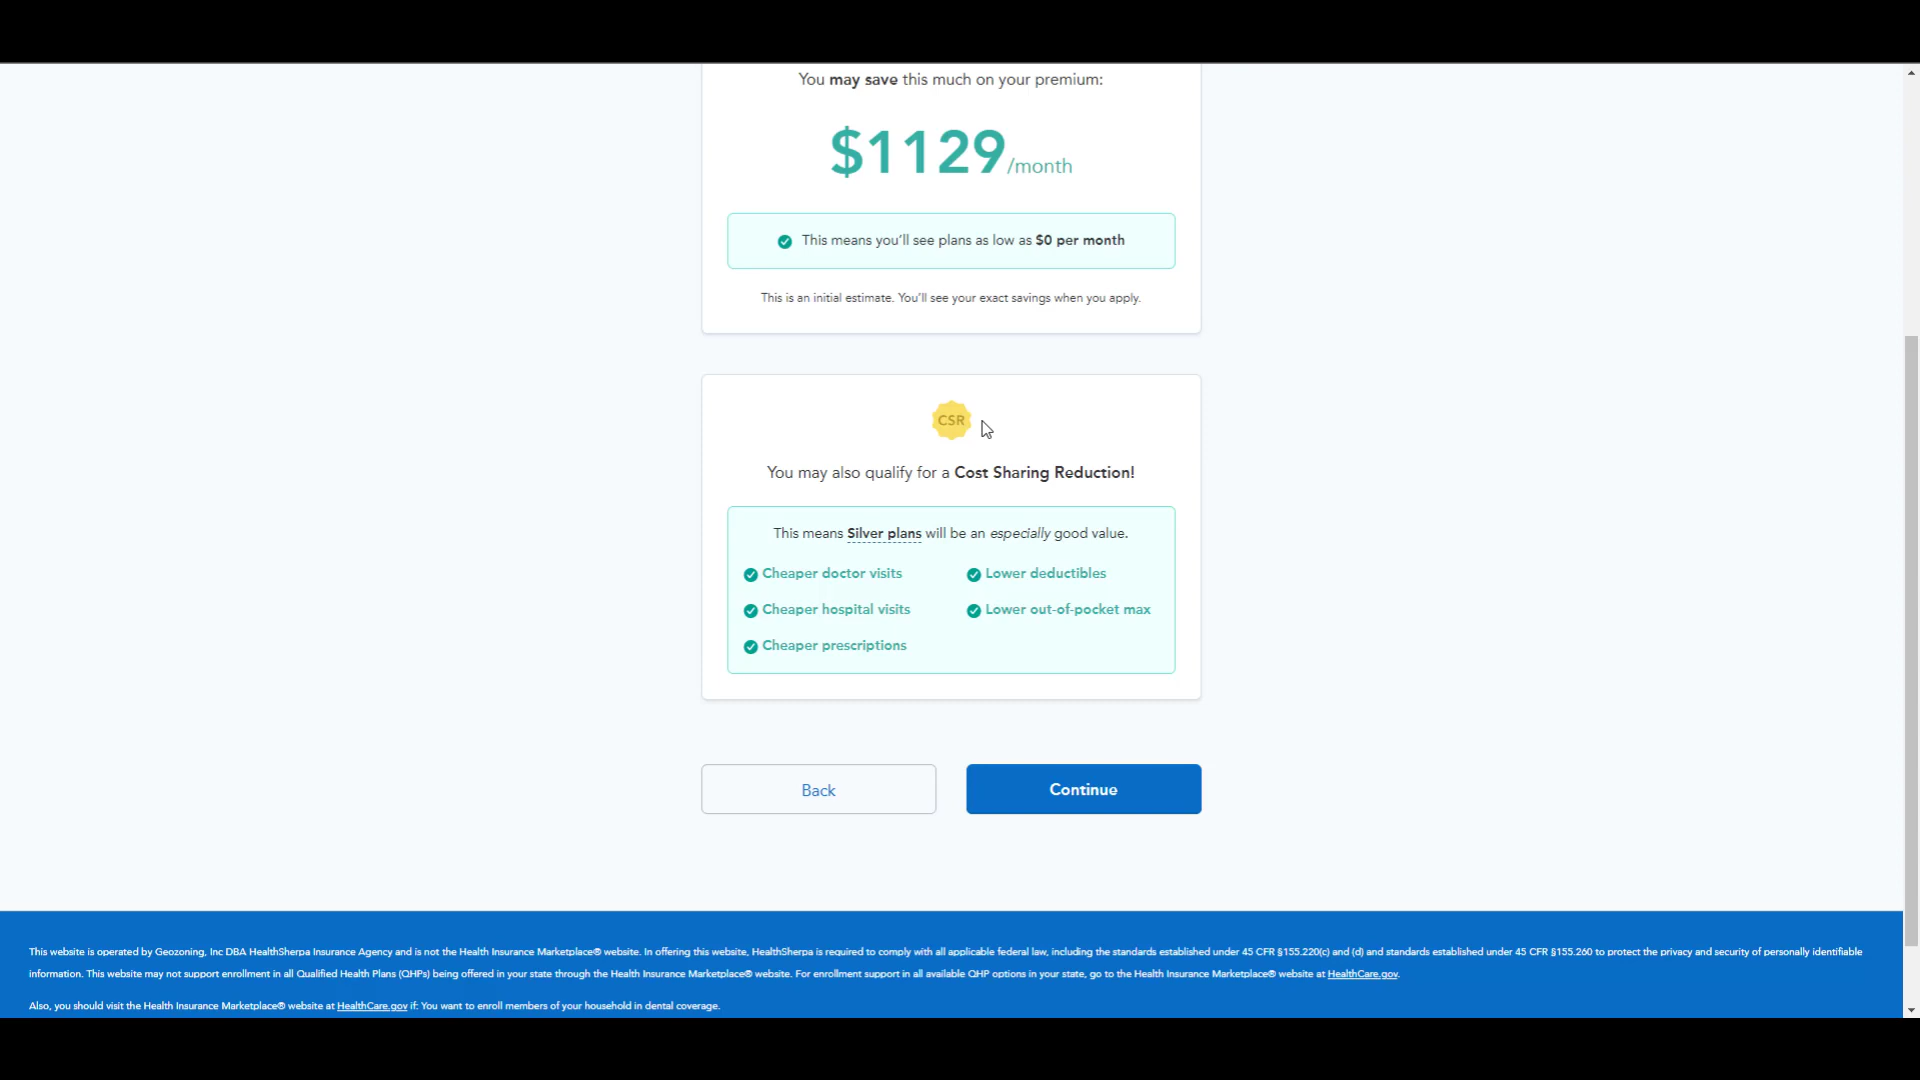 You may save this much on your premium:
$1129/month
This means you'll see plans as low as $0 per month
This is an initial estimate. You'll see your exact savings when you apply.
CSR
You may also qualify for a Cost Sharing Reduction!
This means Silver plans will be an especially good value.
Cheaper doctor visits
Lower deductibles
Cheaper hospital visits
Lower out-of-pocket max
Cheaper prescriptions
Back
Continue
This website is operated by Geozoning, Inc DBA HealthSherpa Insurance Agency and is not the Health Insurance Marketplace® website. In offering this website, HealthSherpa is required to comply with all applicable federal law, including the standards established under 45 CFR §155.220(c) and (d) and standards established under 45 CFR §155.260 to protect the privacy and security of personally identifiable
information. This website may not support enrollment in all Qualified Health Plans (QHPs) being offered in your state through the Health Insurance Marketplace® website. For enrollment support in all available QHP options in your state, go to the Health Insurance Marketplace® website at HealthCare.gov.
Also, you should visit the Health Insurance Marketplace® website at HealthCare.gov if: You want to enroll members of your household in dental coverage.